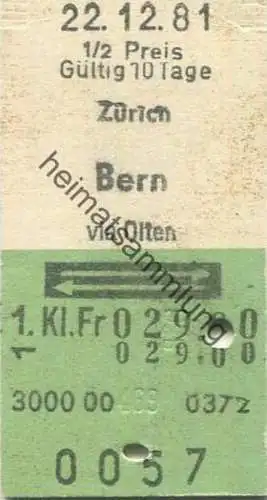 22.12.81
1/2 Preis
Gültig 10 Tage
Zürich
Bern
via Olten
heimatsammlung.de
1. Kl. Fr 029.00
1 029.00
3000 00 0372
0057